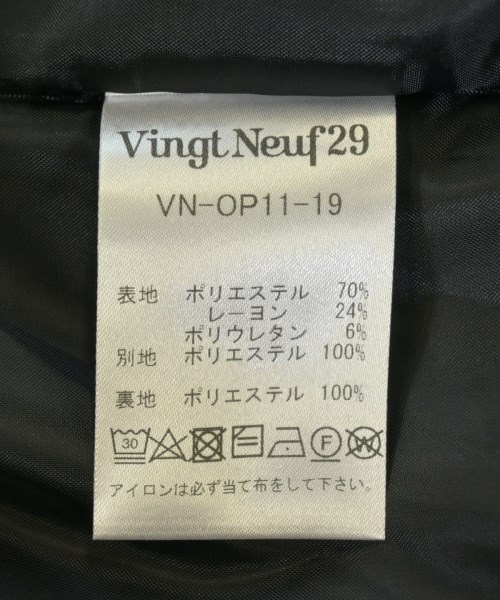 Vingt Neuf 29
VN-OP11-19
表地 ポリエステル 70%
レーヨン 24%
ポリウレタン 6%
別地 ポリエステル 100%
裏地 ポリエステル 100%
30 F W
アイロンは必ず当て布をして下さい。